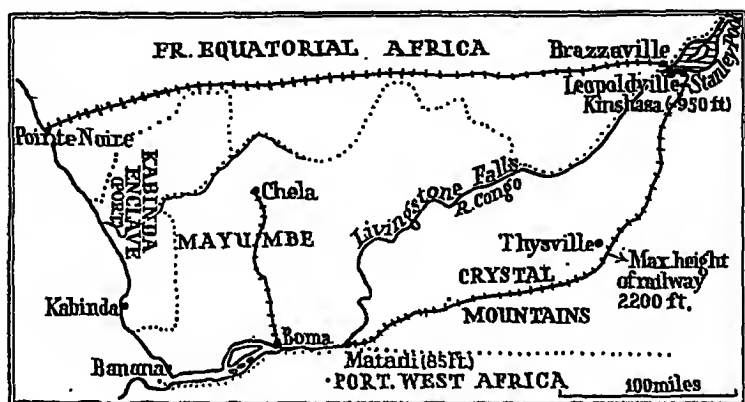 FR. EQUATORIAL AFRICA
Brazzaville
Stanley Pool
Leopoldville
Kinshasa (950 ft)
Pointe Noire
KABINDA
ENCLAVE
(PORT.)
Chela
Livingstone Falls
R. Congo
MAYUMBE
Thysville
Max. height
of railway
2200 ft.
CRYSTAL
MOUNTAINS
Kabinda
Boma
Banana
Matadi (85 ft)
PORT. WEST AFRICA
100 miles